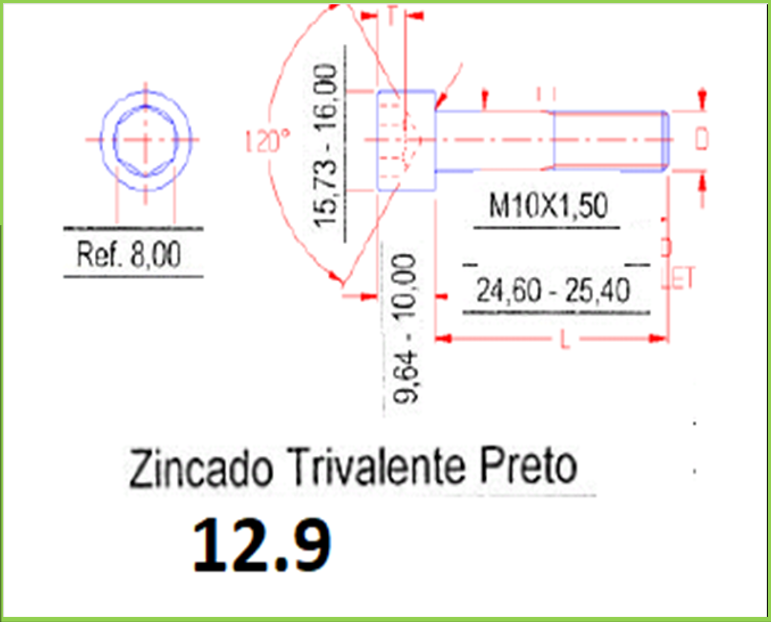 T
120°
15,73 - 16,00
D
Ref. 8,00
M10X1,50
24,60 - 25,40
9,64 - 10,00
L
Zincado Trivalente Preto
12.9